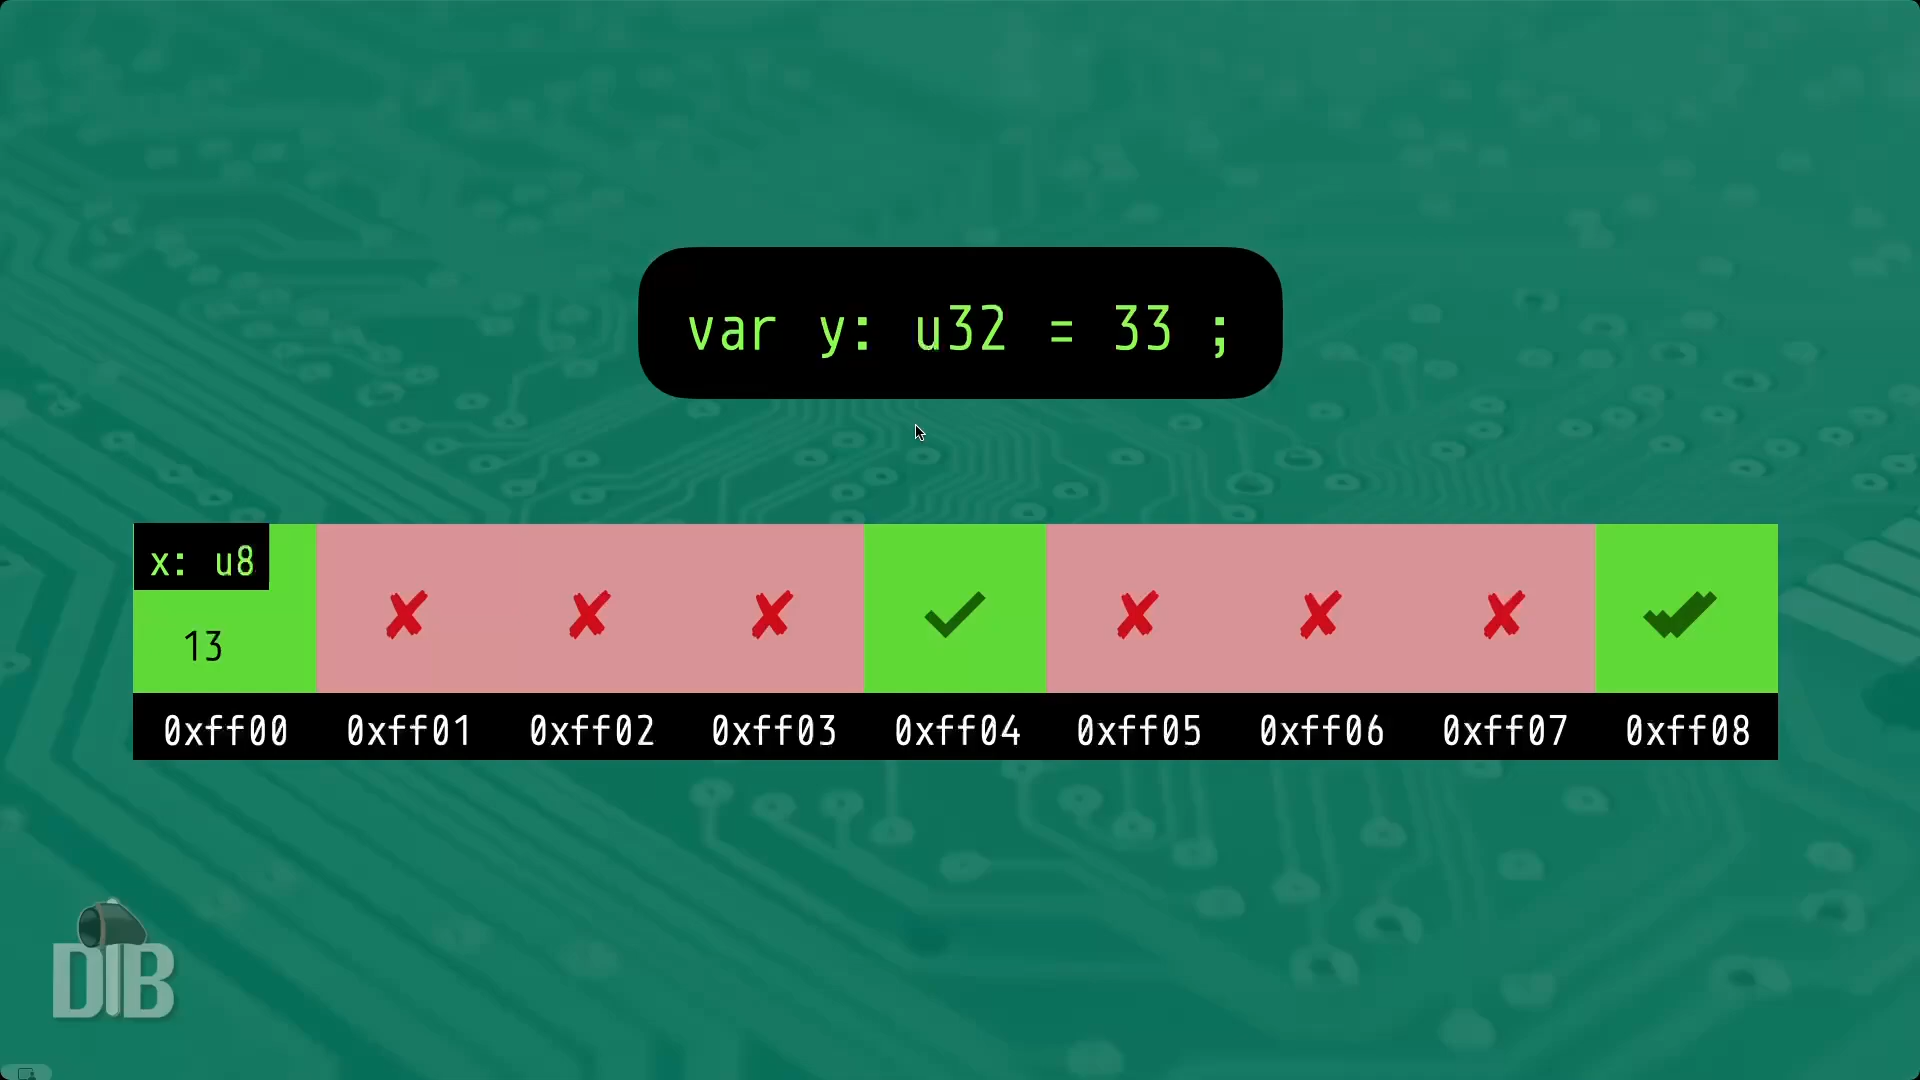 var y: u32 = 33 ;
x: u8
13
0xff00 0xff01 0xff02 0xff03 0xff04 0xff05 0xff06 0xff07 0xff08
DIB